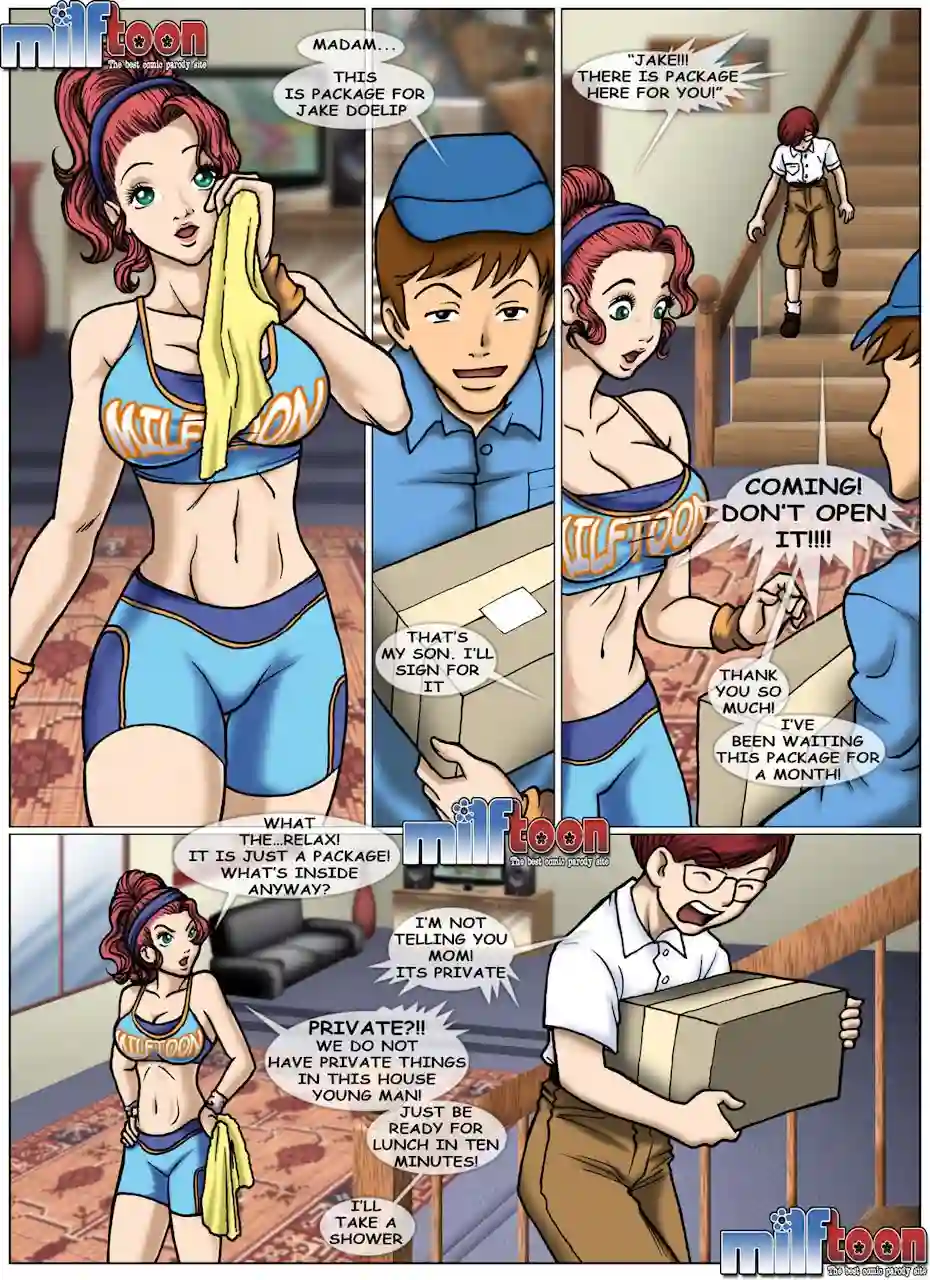 milftoon
The best comic parody site
MADAM...
THIS
IS PACKAGE FOR
JAKE DOELIP
"JAKE!!!
THERE IS PACKAGE
HERE FOR YOU!"
MILFTOON
THAT'S
MY SON. I'LL
SIGN FOR
IT
MILFTOON
COMING!
DON'T OPEN
IT!!!!
THANK
YOU SO
MUCH!
I'VE
BEEN WAITING
THIS PACKAGE FOR
A MONTH!
milftoon
The best comic parody site
WHAT
THE...RELAX!
IT IS JUST A PACKAGE!
WHAT'S INSIDE
ANYWAY?
I'M NOT
TELLING YOU
MOM!
ITS PRIVATE
MILFTOON
PRIVATE?!!
WE DO NOT
HAVE PRIVATE THINGS
IN THIS HOUSE
YOUNG MAN!
JUST BE
READY FOR
LUNCH IN TEN
MINUTES!
I'LL
TAKE A
SHOWER
milftoon
The best comic parody site